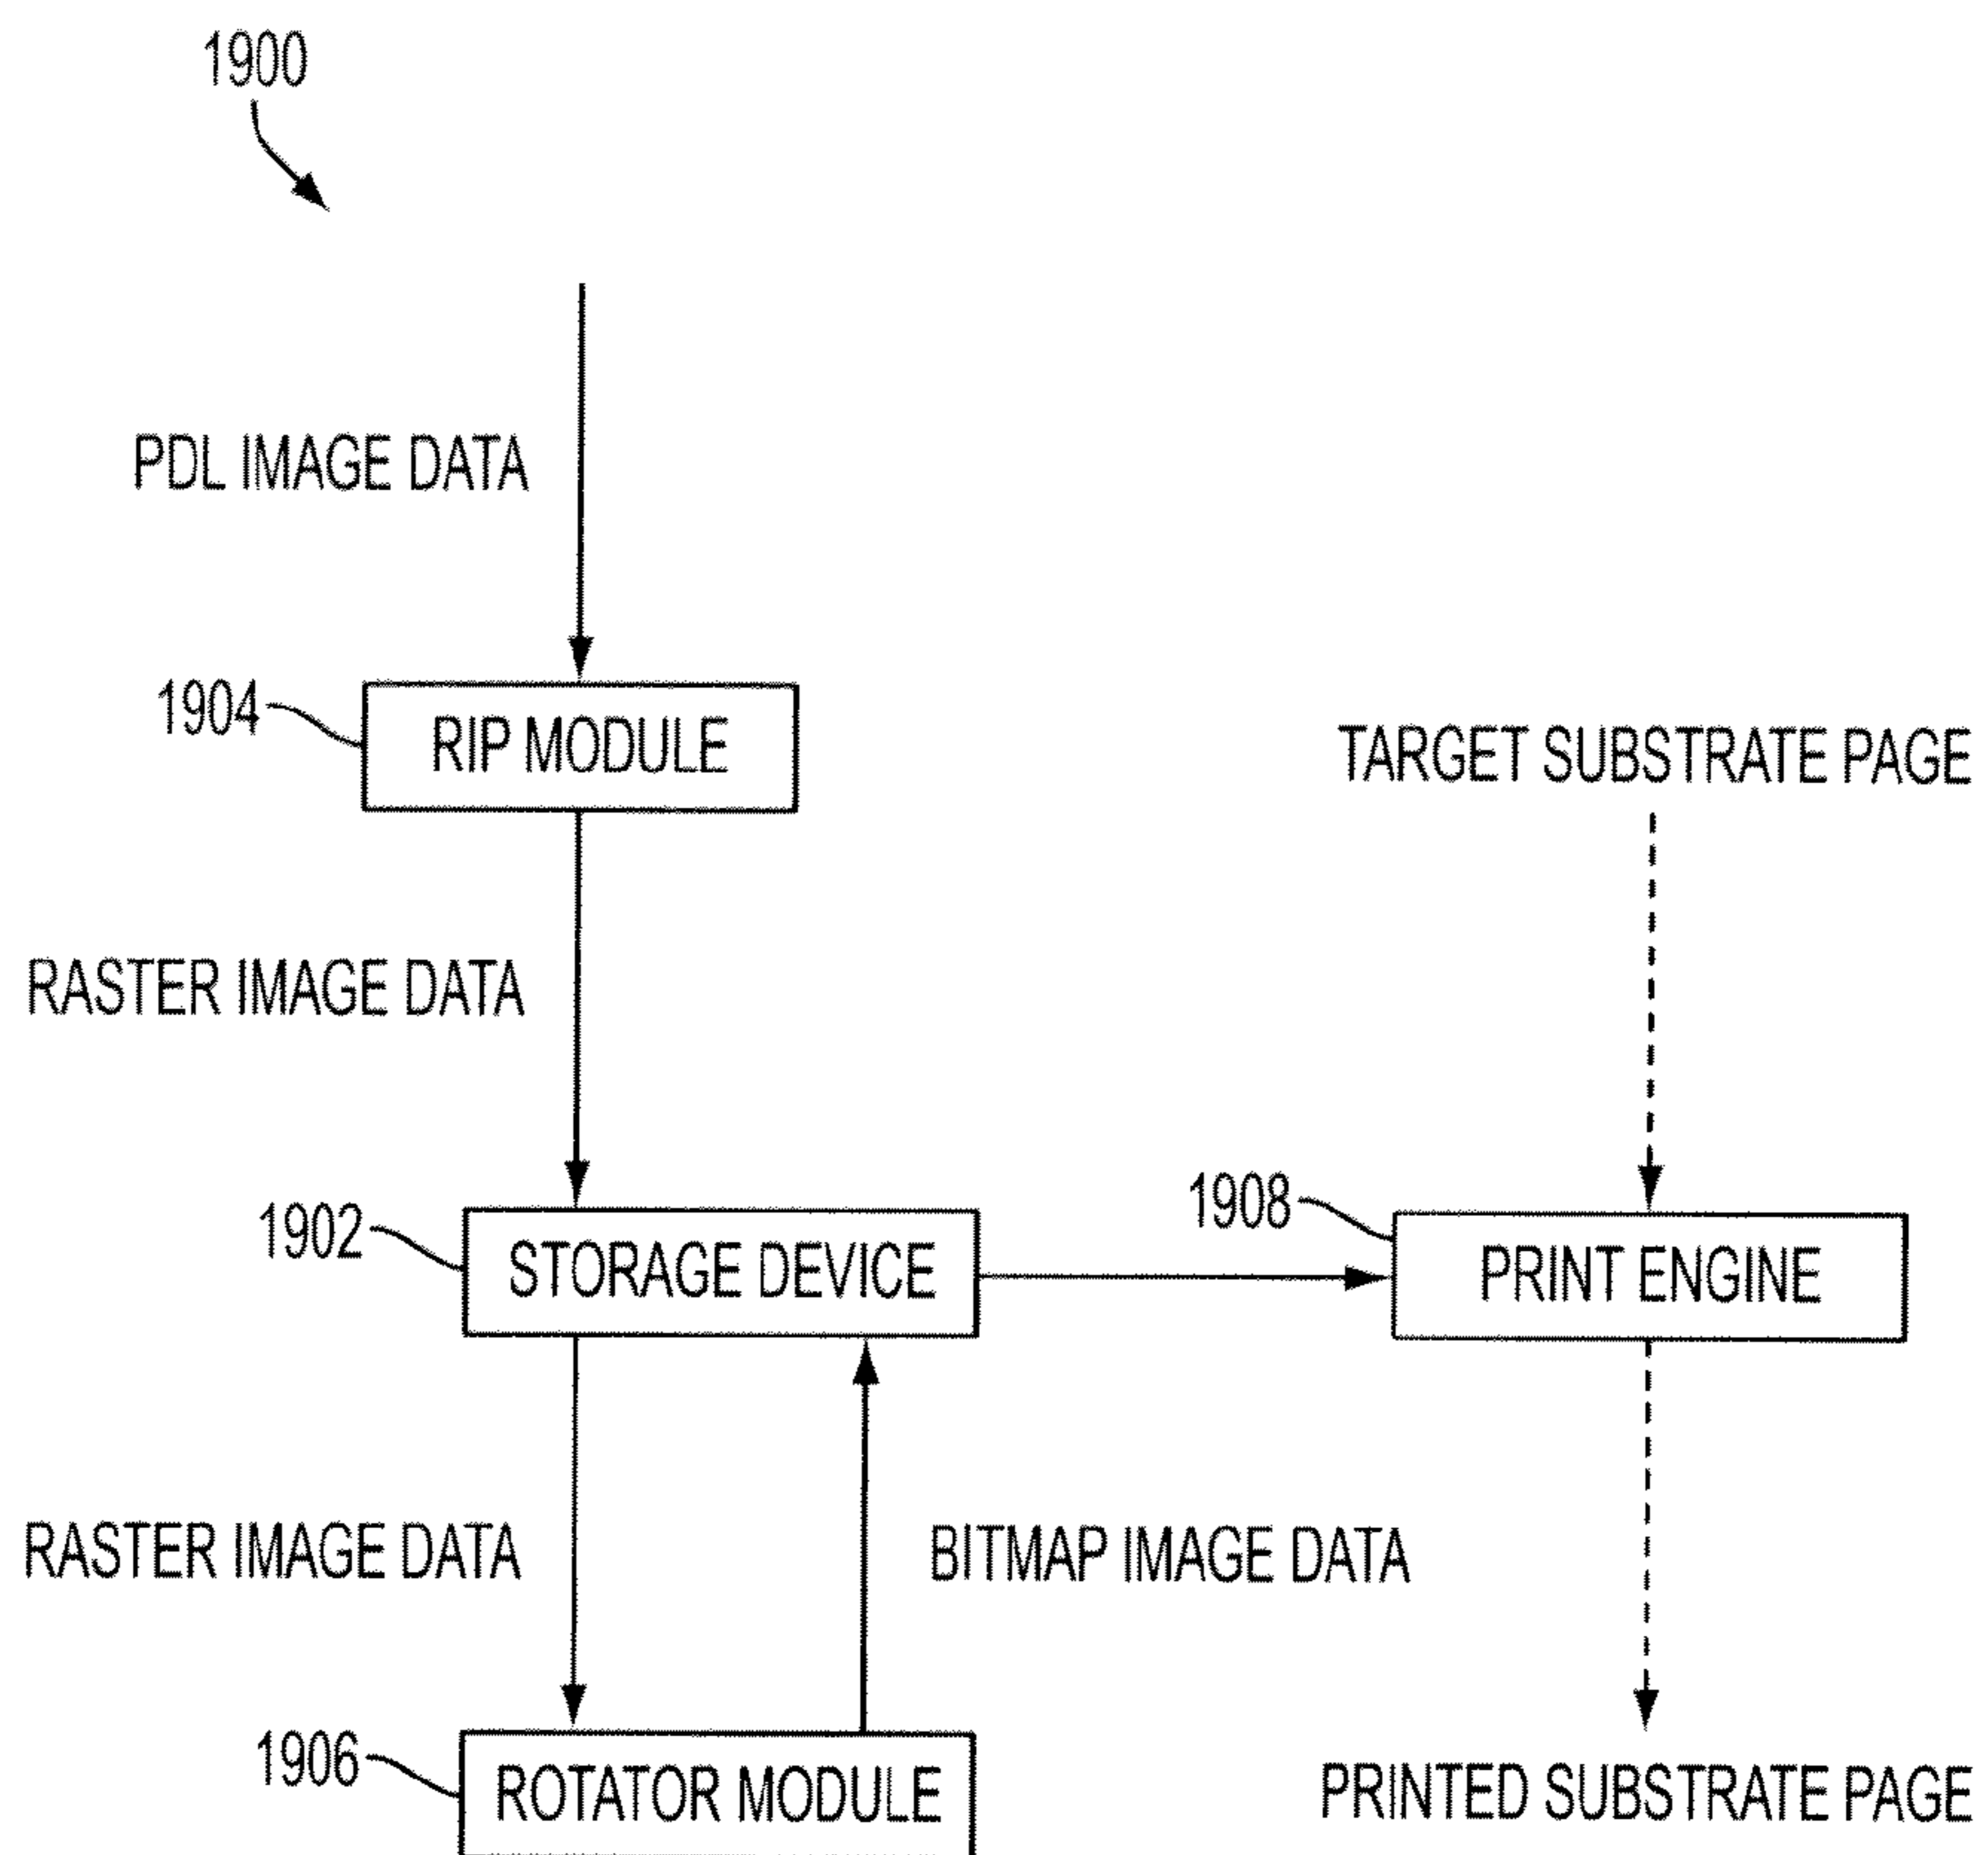 1900
PDL IMAGE DATA
1904
RIP MODULE
TARGET SUBSTRATE PAGE
RASTER IMAGE DATA
1902
STORAGE DEVICE
1908
PRINT ENGINE
RASTER IMAGE DATA
BITMAP IMAGE DATA
1906
ROTATOR MODULE
PRINTED SUBSTRATE PAGE